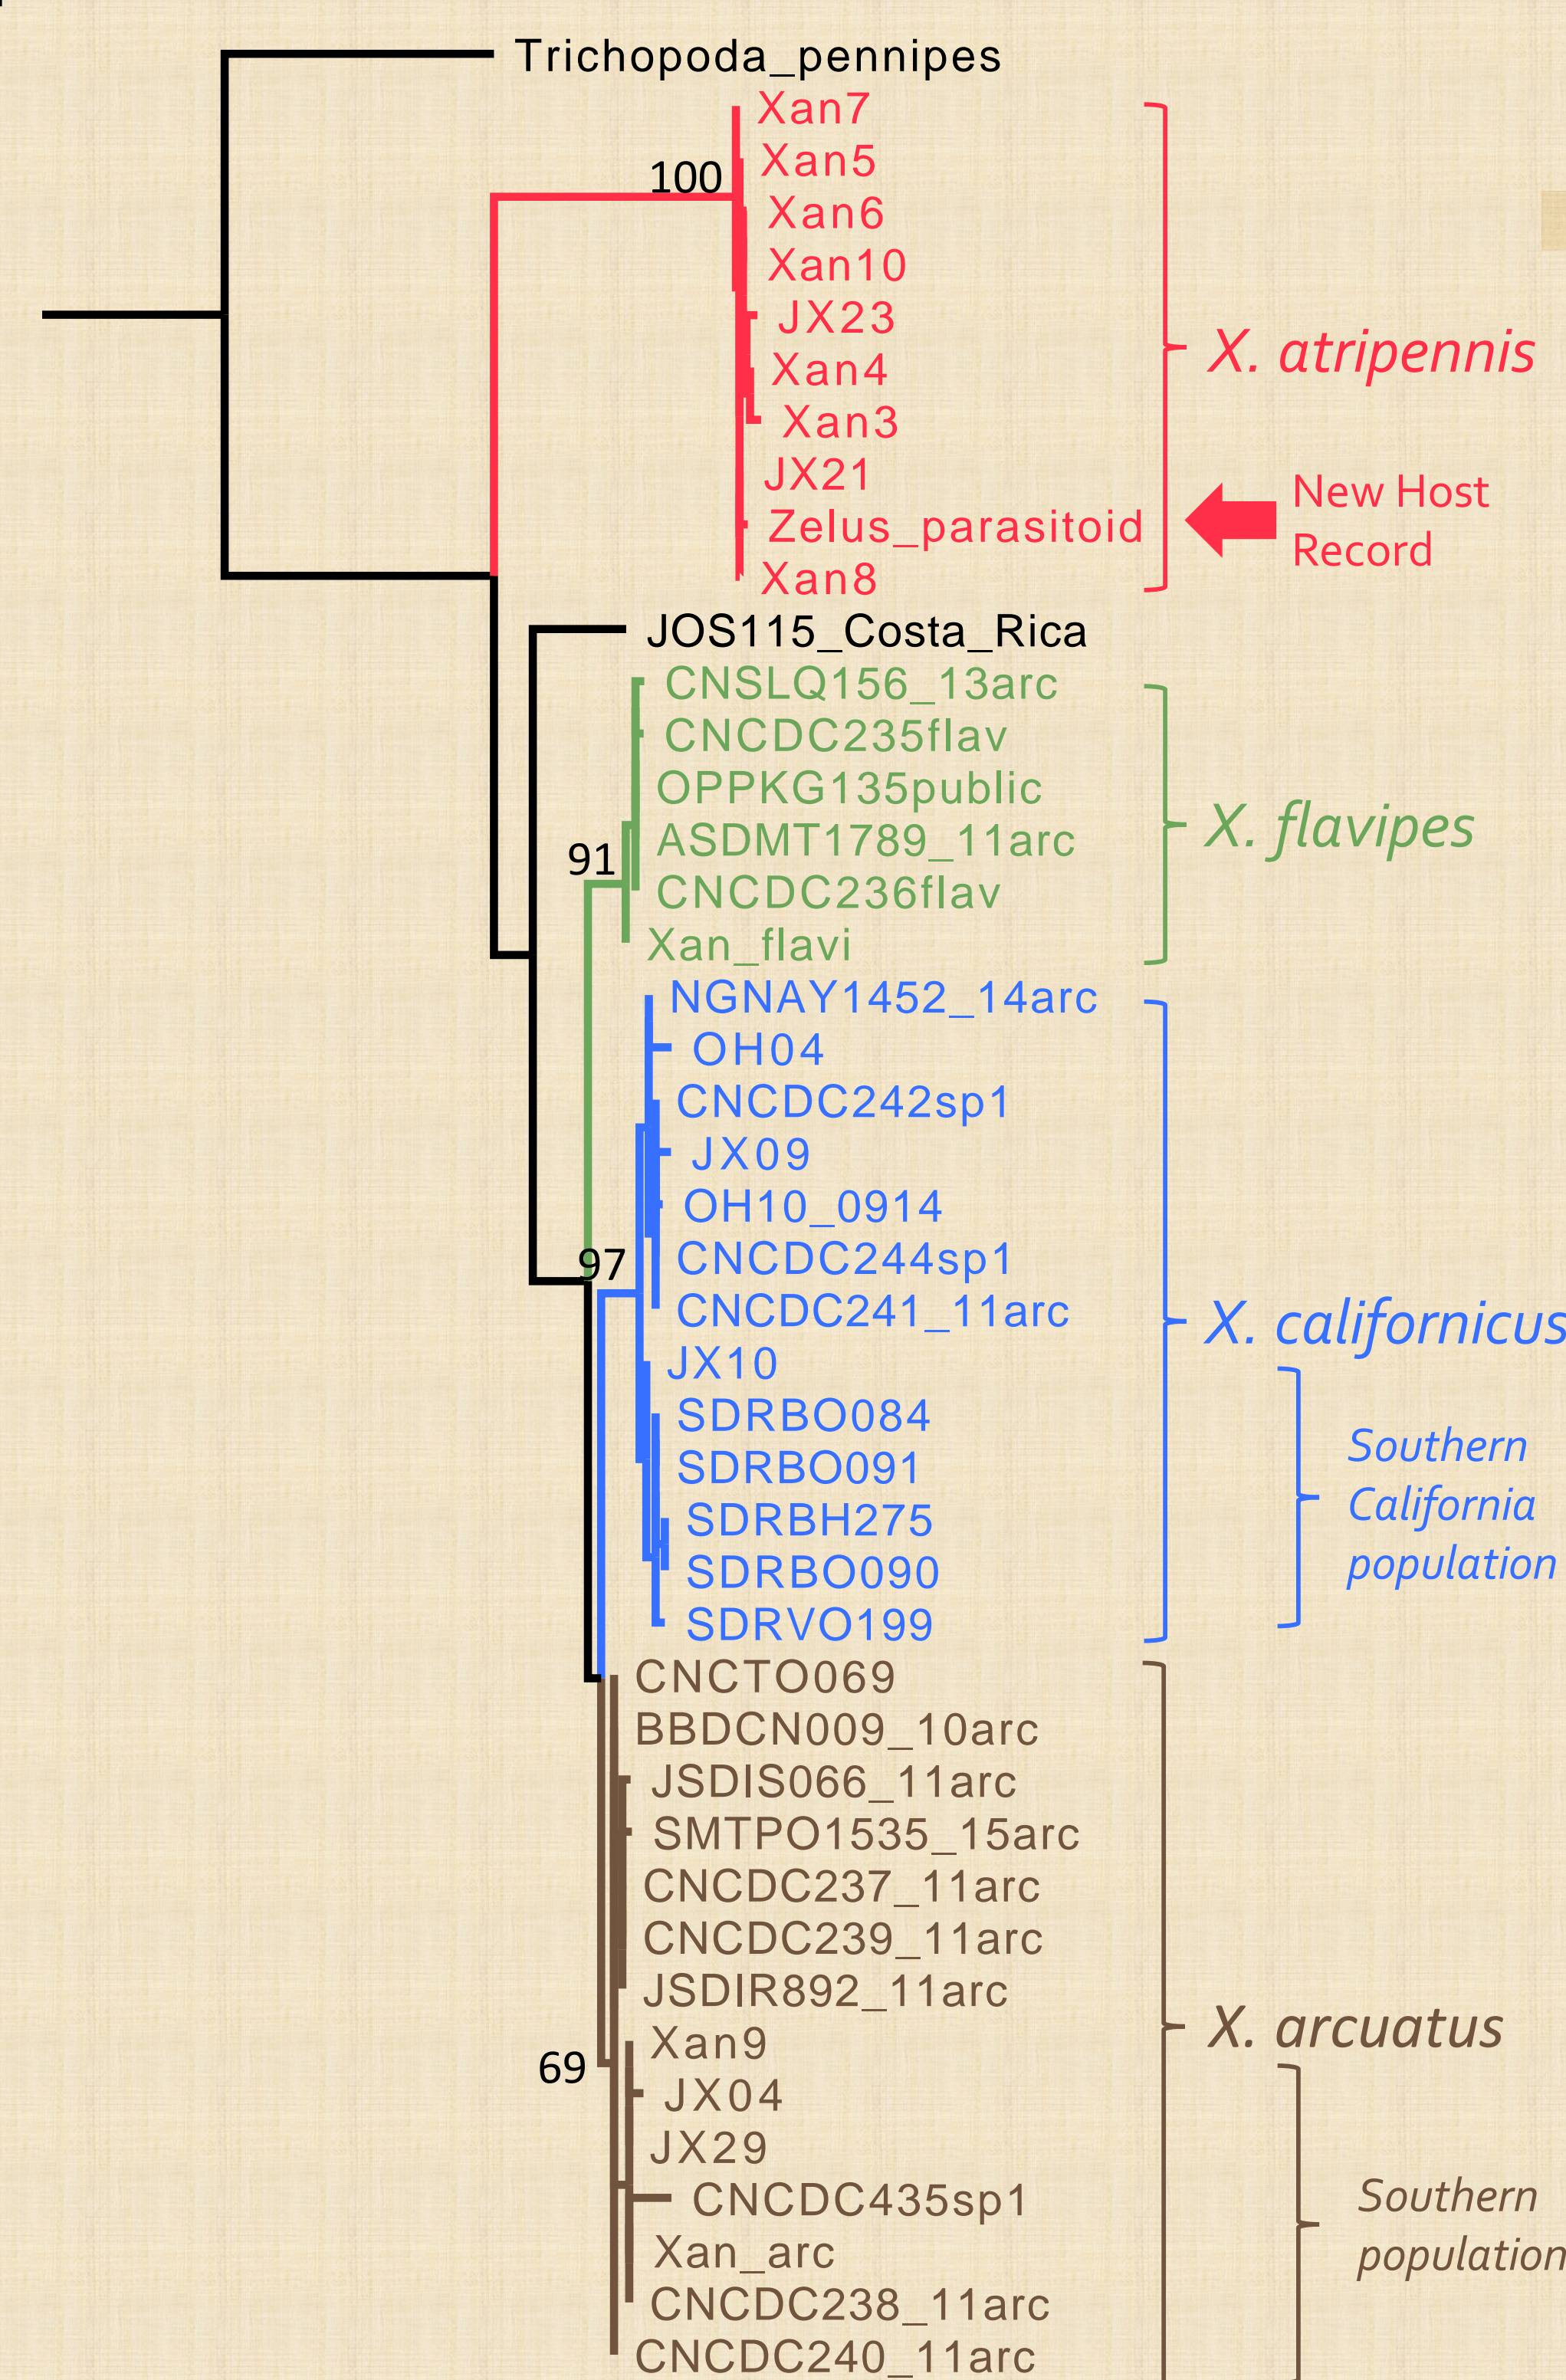 Trichopoda_pennipes
Xan7
100
Xan5
Xan6
Xan10
JX23
X. atripennis
Xan4
Xan3
JX21
New Host
Record
Zelus_parasitoid
Xan8
JOS115_Costa_Rica
CNSLQ156_13arc
CNCDC235flav
OPPKG135public
X. flavipes
ASDMT1789_11arc
91
CNCDC236flav
Xan_flavi
NGNAY1452_14arc
OH04
CNCDC242sp1
JX09
OH10_0914
97
CNCDC244sp1
CNCDC241_11arc
X. californicus
JX10
SDRBO084
Southern
California
population
SDRBO091
SDRBH275
SDRBO090
SDRVO199
CNCTO069
BBDCN009_10arc
JSDIS066_11arc
SMTPO1535_15arc
CNCDC237_11arc
CNCDC239_11arc
JSDIR892_11arc
X. arcuatus
Xan9
69
JX04
JX29
CNCDC435sp1
Southern
population
Xan_arc
CNCDC238_11arc
CNCDC240_11arc